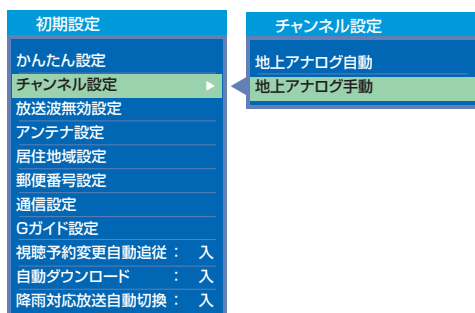 初期設定
かんたん設定
チャンネル設定
放送波無効設定
アンテナ設定
居住地域設定
郵便番号設定
通信設定
Gガイド設定
視聴予約変更自動追従： 入
自動ダウンロード ： 入
降雨対応放送自動切換： 入
チャンネル設定
地上アナログ自動
地上アナログ手動